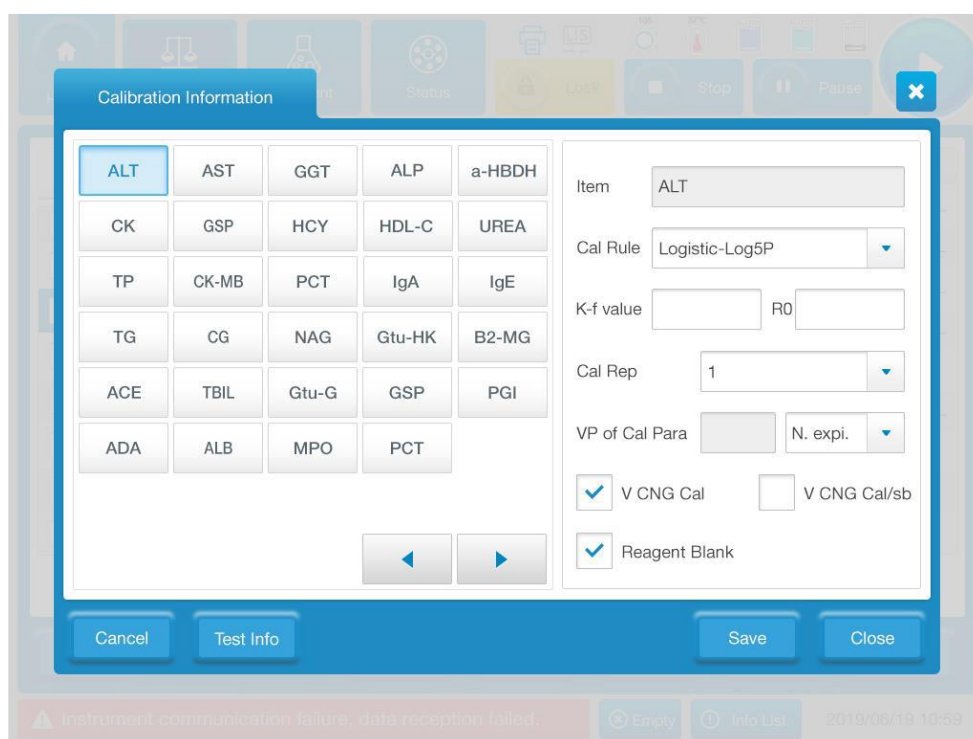 LIS
Status
Lock
Stop
Pause
Calibration Information
ALT AST GGT ALP a-HBDH
CK GSP HCY HDL-C UREA
TP CK-MB PCT IgA IgE
TG CG NAG Gtu-HK B2-MG
ACE TBIL Gtu-G GSP PGI
ADA ALB MPO PCT
Item ALT
Cal Rule Logistic-Log5P
K-f value R0
Cal Rep 1
VP of Cal Para N. expi.
V CNG Cal V CNG Cal/sb
Reagent Blank
Cancel Test Info Save Close
Instrument communication failure, data reception failed. Empty Info List 2019/06/19 10:59